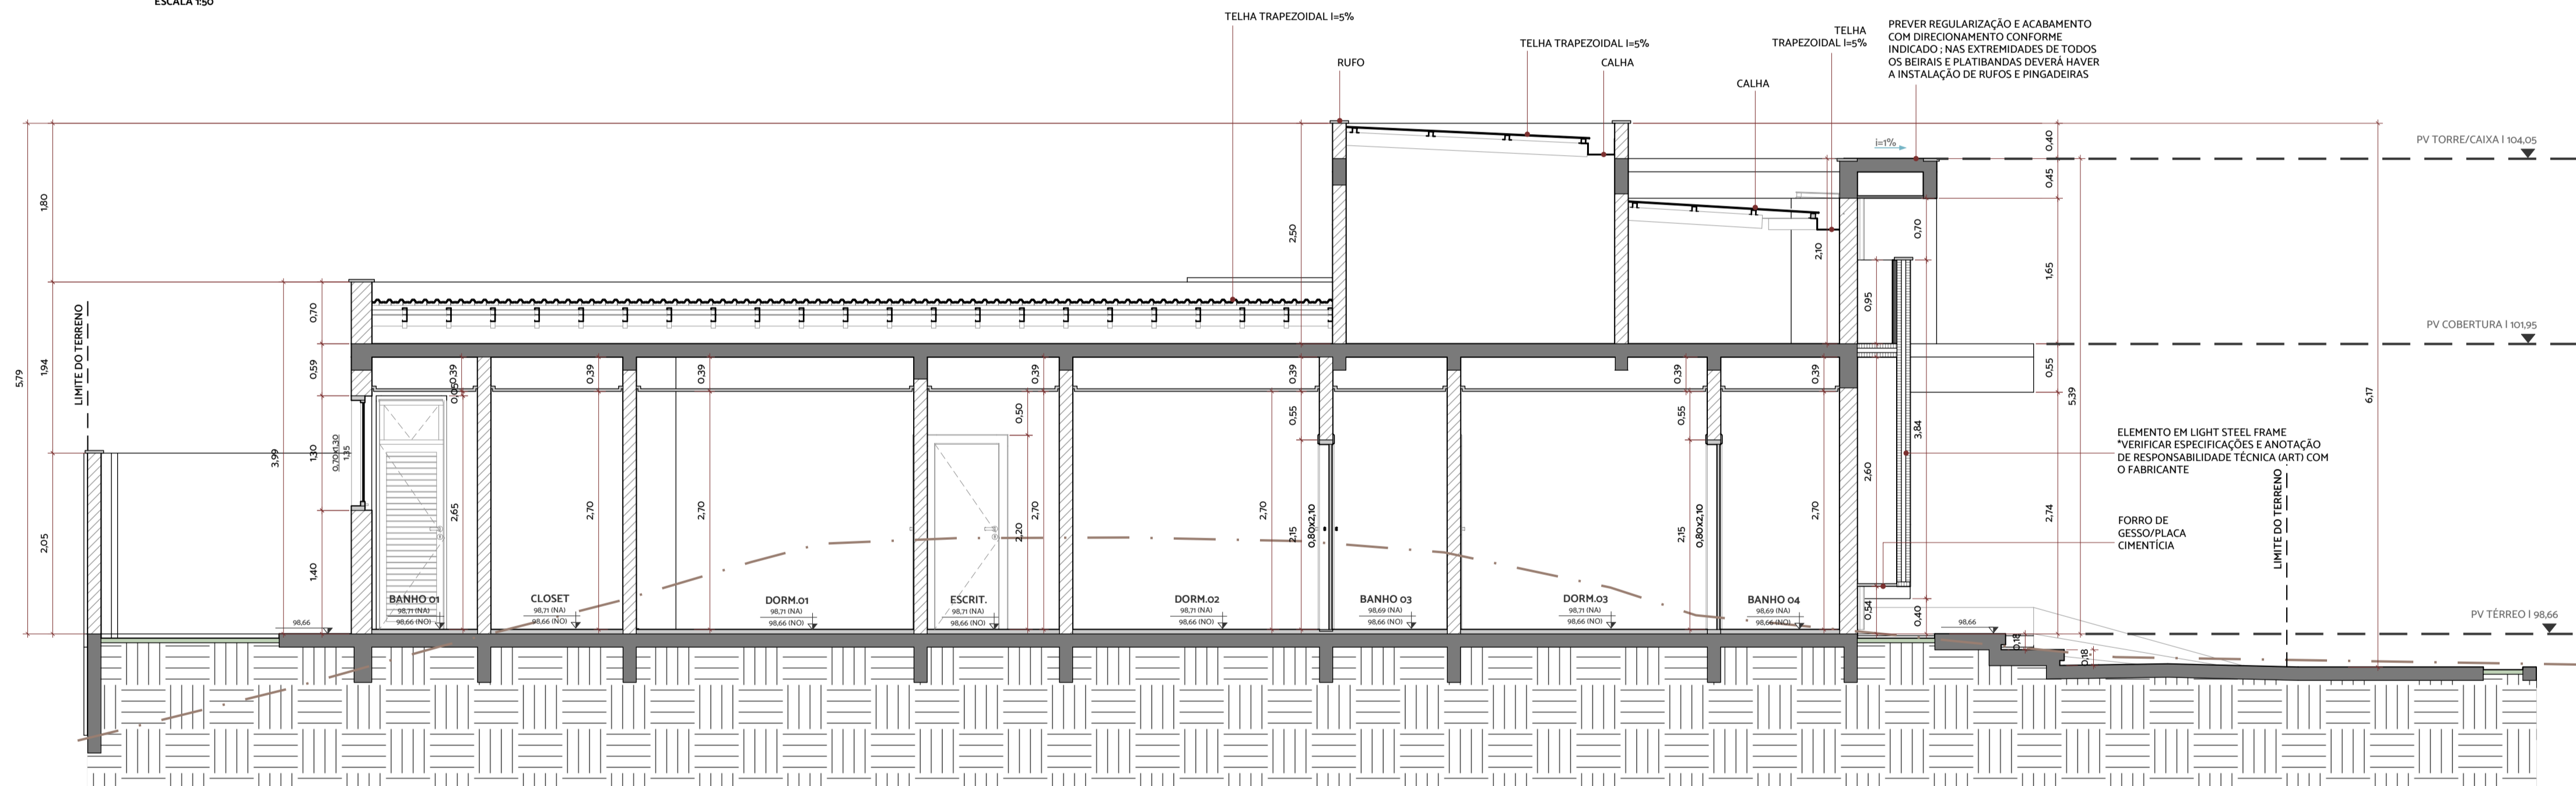 ESCALA 1:50
TELHA TRAPEZOIDAL I=5%
RUFO
TELHA TRAPEZOIDAL I=5%
CALHA
CALHA
TELHA
TRAPEZOIDAL I=5%
PREVER REGULARIZAÇÃO E ACABAMENTO
COM DIRECIONAMENTO CONFORME
INDICADO ; NAS EXTREMIDADES DE TODOS
OS BEIRAIS E PLATIBANDAS DEVERÁ HAVER
A INSTALAÇÃO DE RUFOS E PINGADEIRAS
i=1%
PV TORRE/CAIXA | 104,05
PV COBERTURA | 101,95
PV TÉRREO | 98,66
5,79
1,80
1,94
2,05
LIMITE DO TERRENO
3,99
0,70
0,59
1,30
1,40
0,70x1,30
1,35
98,66
0,39
0,05
2,65
BANHO 01
98,71 (NA)
98,66 (NO)
0,39
2,70
CLOSET
98,71 (NA)
98,66 (NO)
0,39
2,70
DORM.01
98,71 (NA)
98,66 (NO)
0,39
0,50
2,70
2,20
ESCRIT.
98,71 (NA)
98,66 (NO)
2,50
0,39
0,55
2,70
2,15
0,80x2,10
DORM.02
98,71 (NA)
98,66 (NO)
BANHO 03
98,69 (NA)
98,66 (NO)
0,39
0,55
2,15
0,80x2,10
DORM.03
98,71 (NA)
98,66 (NO)
2,10
0,39
2,70
BANHO 04
98,69 (NA)
98,66 (NO)
0,95
2,60
0,54
0,70
3,84
0,40
98,66
0,18
0,18
0,40
0,45
1,65
0,55
2,74
5,39
6,17
ELEMENTO EM LIGHT STEEL FRAME
*VERIFICAR ESPECIFICAÇÕES E ANOTAÇÃO
DE RESPONSABILIDADE TÉCNICA (ART) COM
O FABRICANTE
FORRO DE
GESSO/PLACA
CIMENTÍCIA
LIMITE DO TERRENO